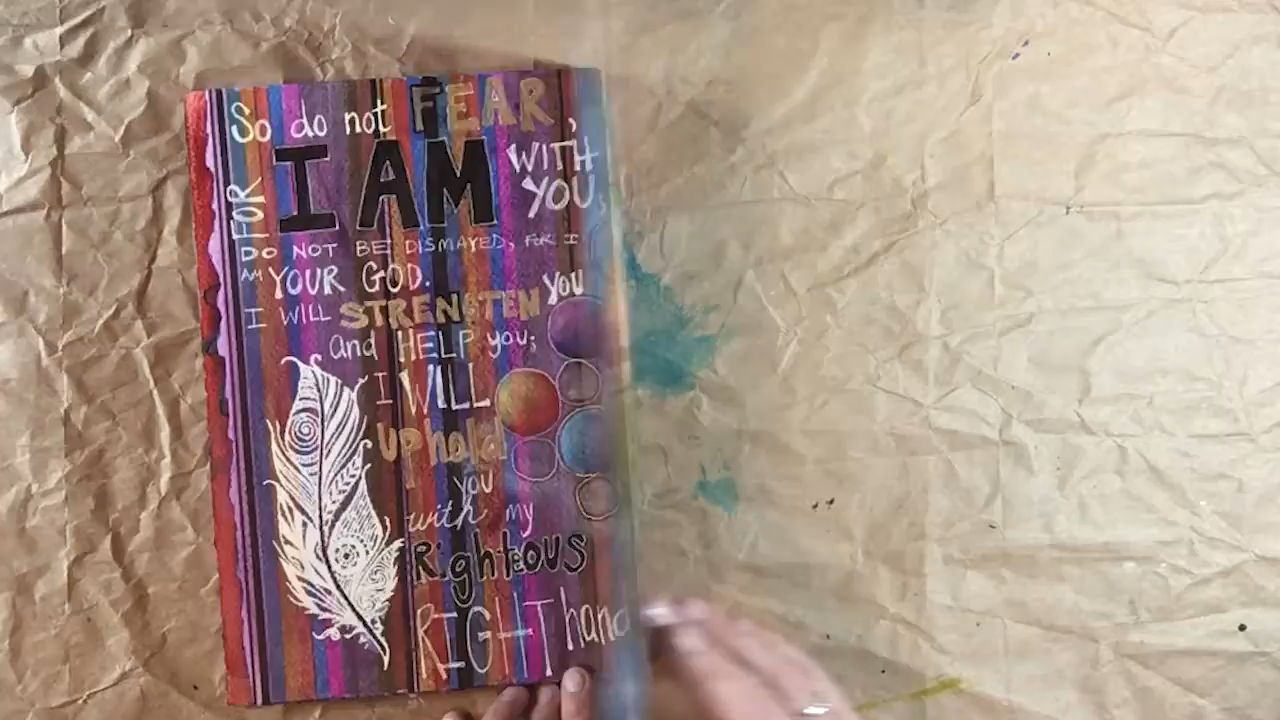 So do not FEAR,
FOR I AM WITH
YOU,
DO NOT BE DISMAYED, FOR I
AM YOUR GOD.
I WILL STRENGTEN YOU
and HELP you;
I WILL
uphold
you
with my
Righteous
RIGHT hand